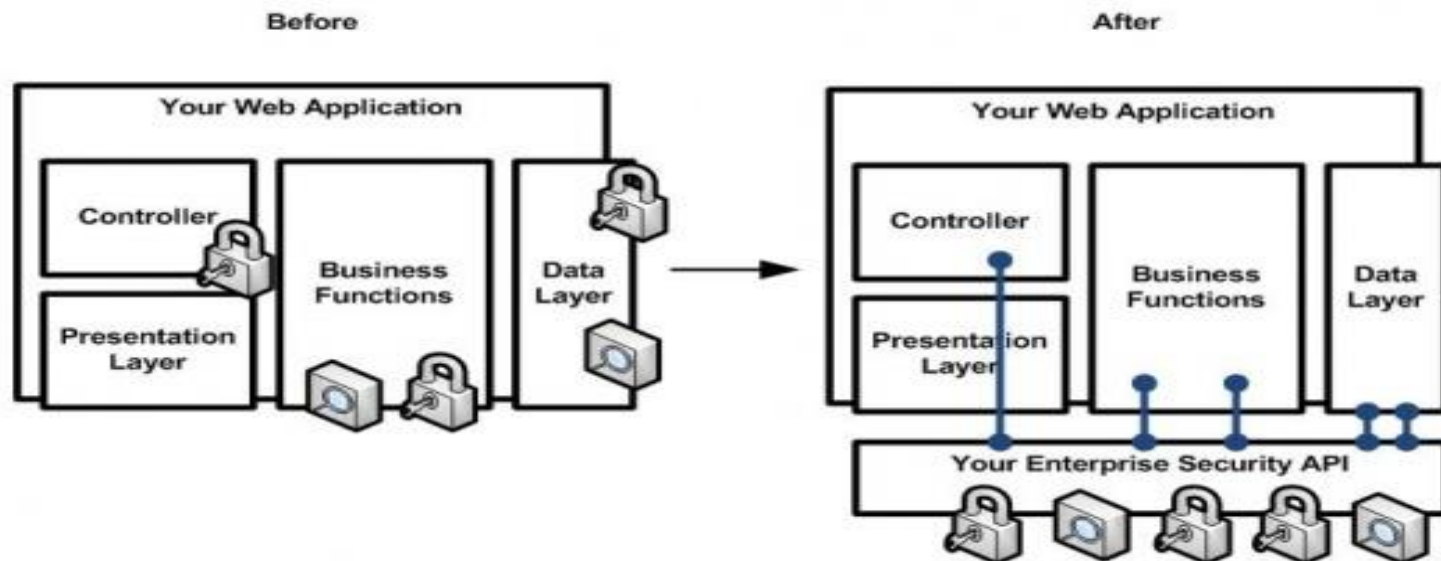 Before
Your Web Application
Controller
Presentation
Layer
Business
Functions
Data
Layer
After
Your Web Application
Controller
Presentation
Layer
Business
Functions
Data
Layer
Your Enterprise Security API